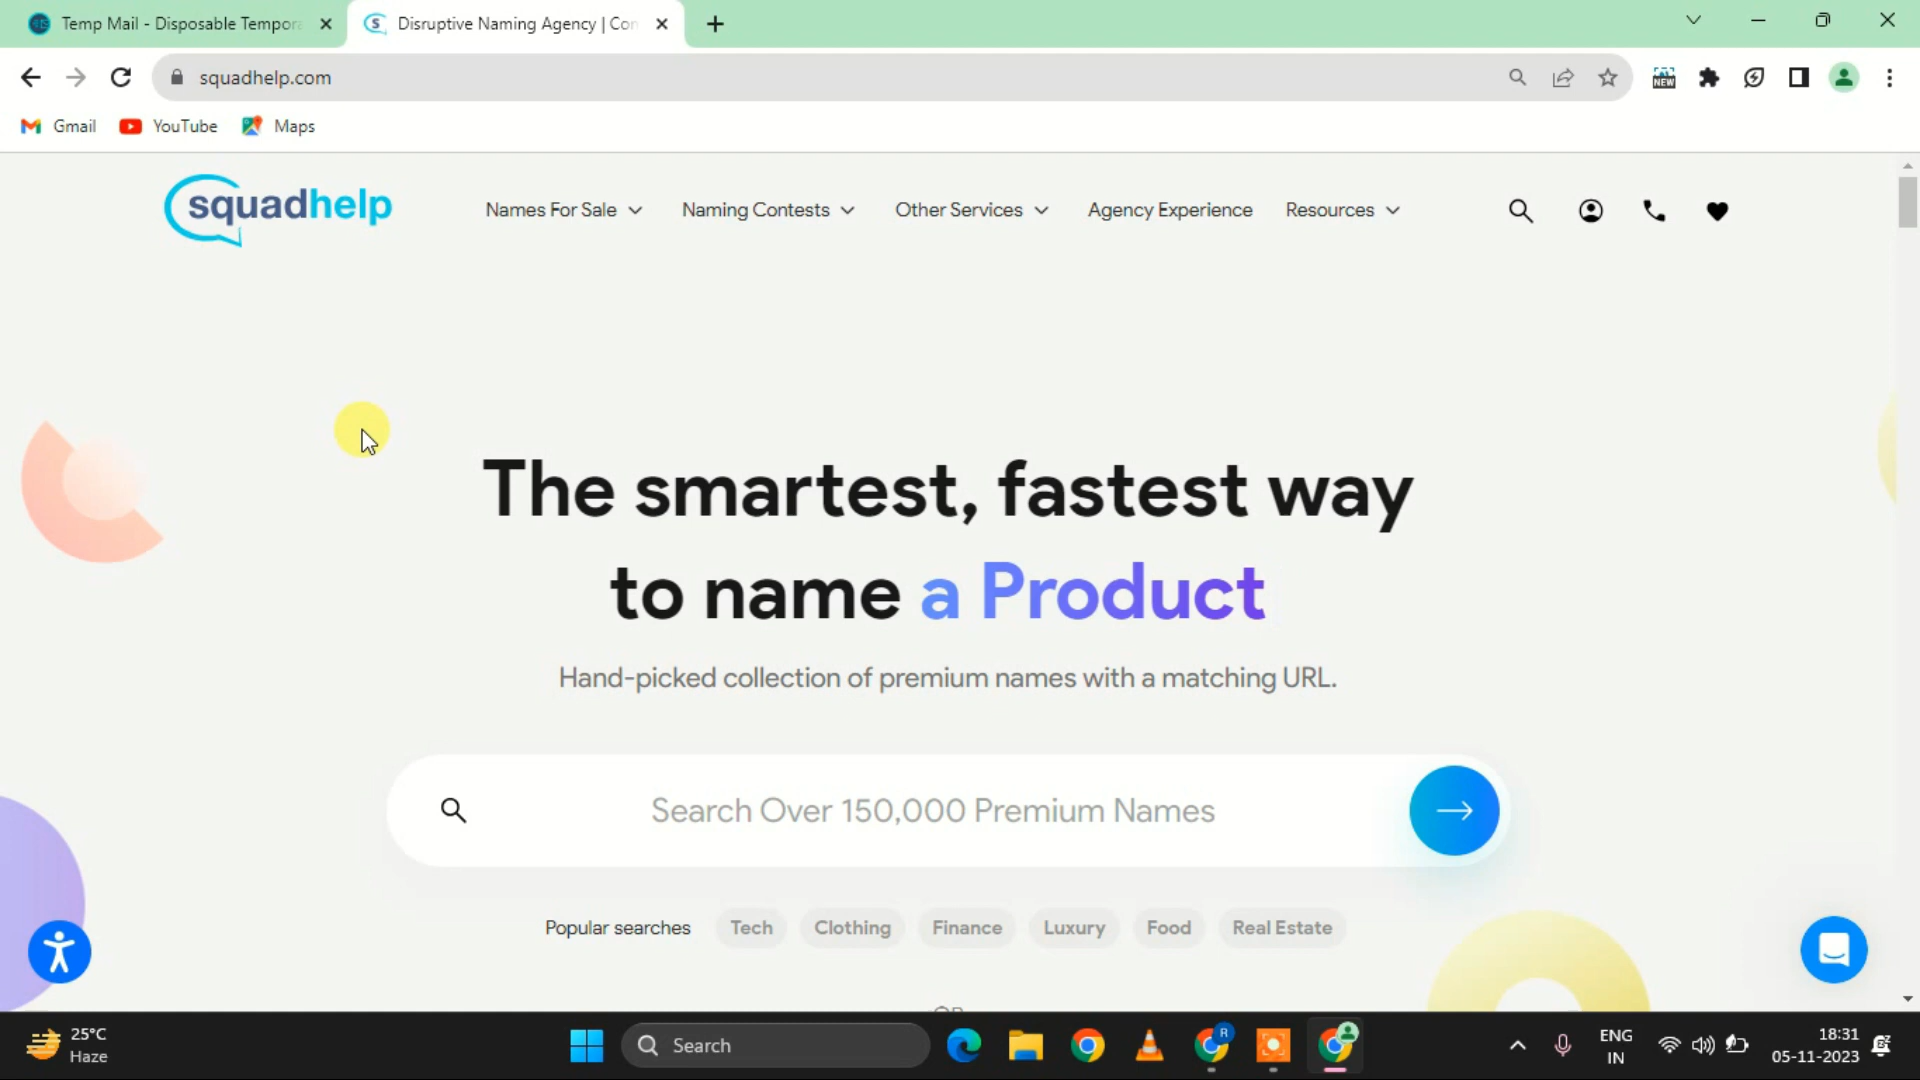 Temp Mail - Disposable Tempora
Disruptive Naming Agency | Con
squadhelp.com
NEW
Gmail
YouTube
Maps
squadhelp
Names For Sale
Naming Contests
Other Services
Agency Experience
Resources
The smartest, fastest way
to name a Product
Hand-picked collection of premium names with a matching URL.
Search Over 150,000 Premium Names
Popular searches
Tech
Clothing
Finance
Luxury
Food
Real Estate
25°C
Haze
Search
R
ENG
IN
18:31
05-11-2023